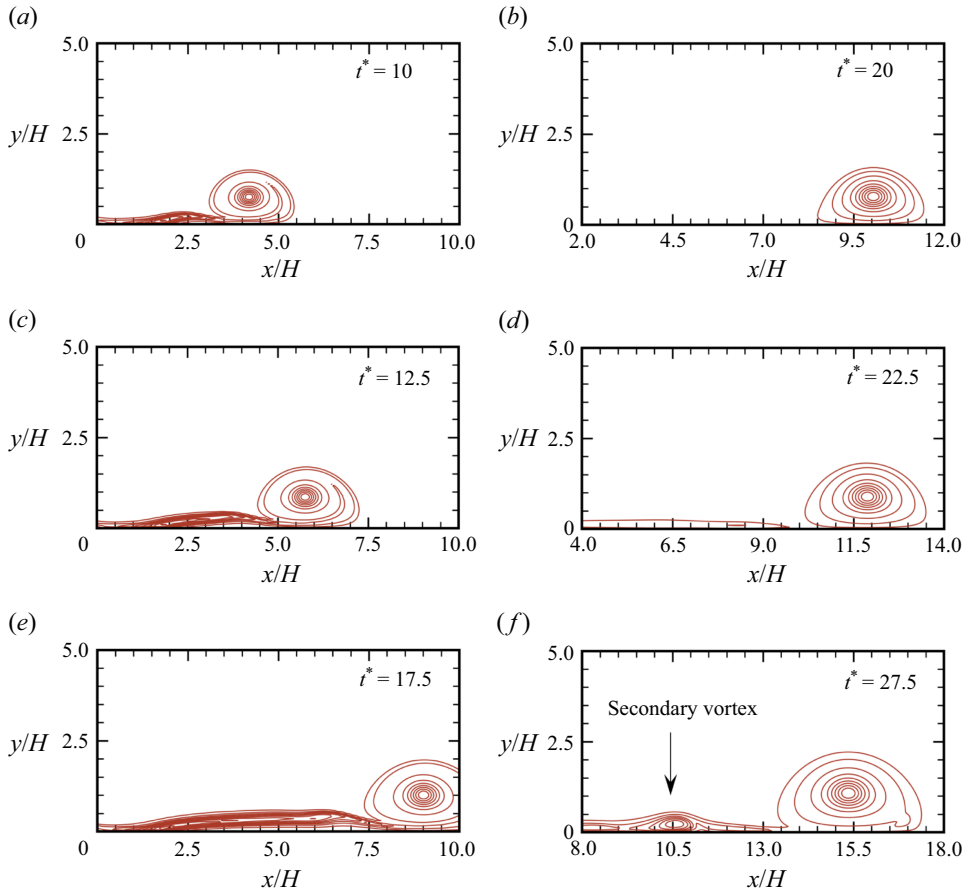 (a)
5.0
t* = 10
y/H
2.5
0
2.5
5.0
7.5
10.0
x/H
(b)
5.0
t* = 20
y/H
2.5
0
2.0
4.5
7.0
9.5
12.0
x/H
(c)
5.0
t* = 12.5
y/H
2.5
0
2.5
5.0
7.5
10.0
x/H
(d)
5.0
t* = 22.5
y/H
2.5
0
4.0
6.5
9.0
11.5
14.0
x/H
(e)
5.0
t* = 17.5
y/H
2.5
0
2.5
5.0
7.5
10.0
x/H
(f)
5.0
t* = 27.5
Secondary vortex
y/H
2.5
0
8.0
10.5
13.0
15.5
18.0
x/H